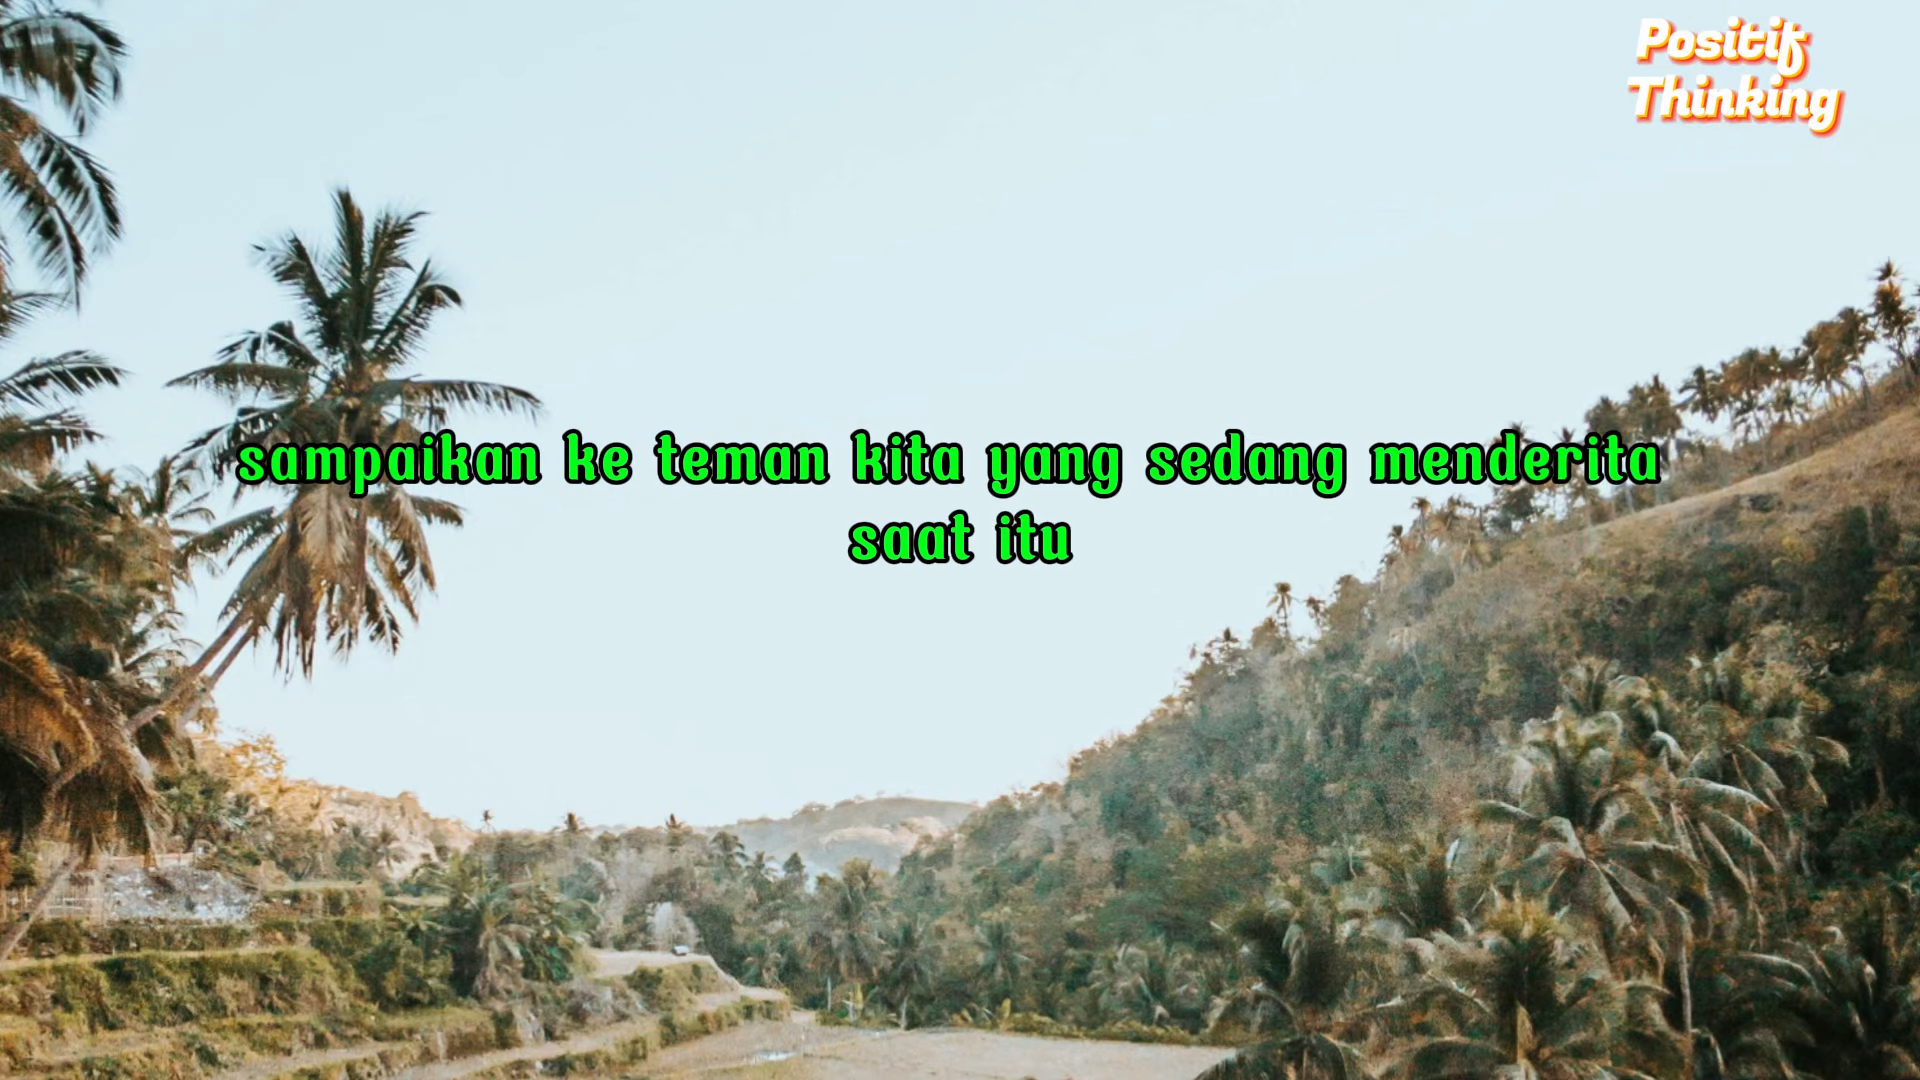 Positif
Thinking
sampaikan ke teman kita yang sedang menderita
saat itu